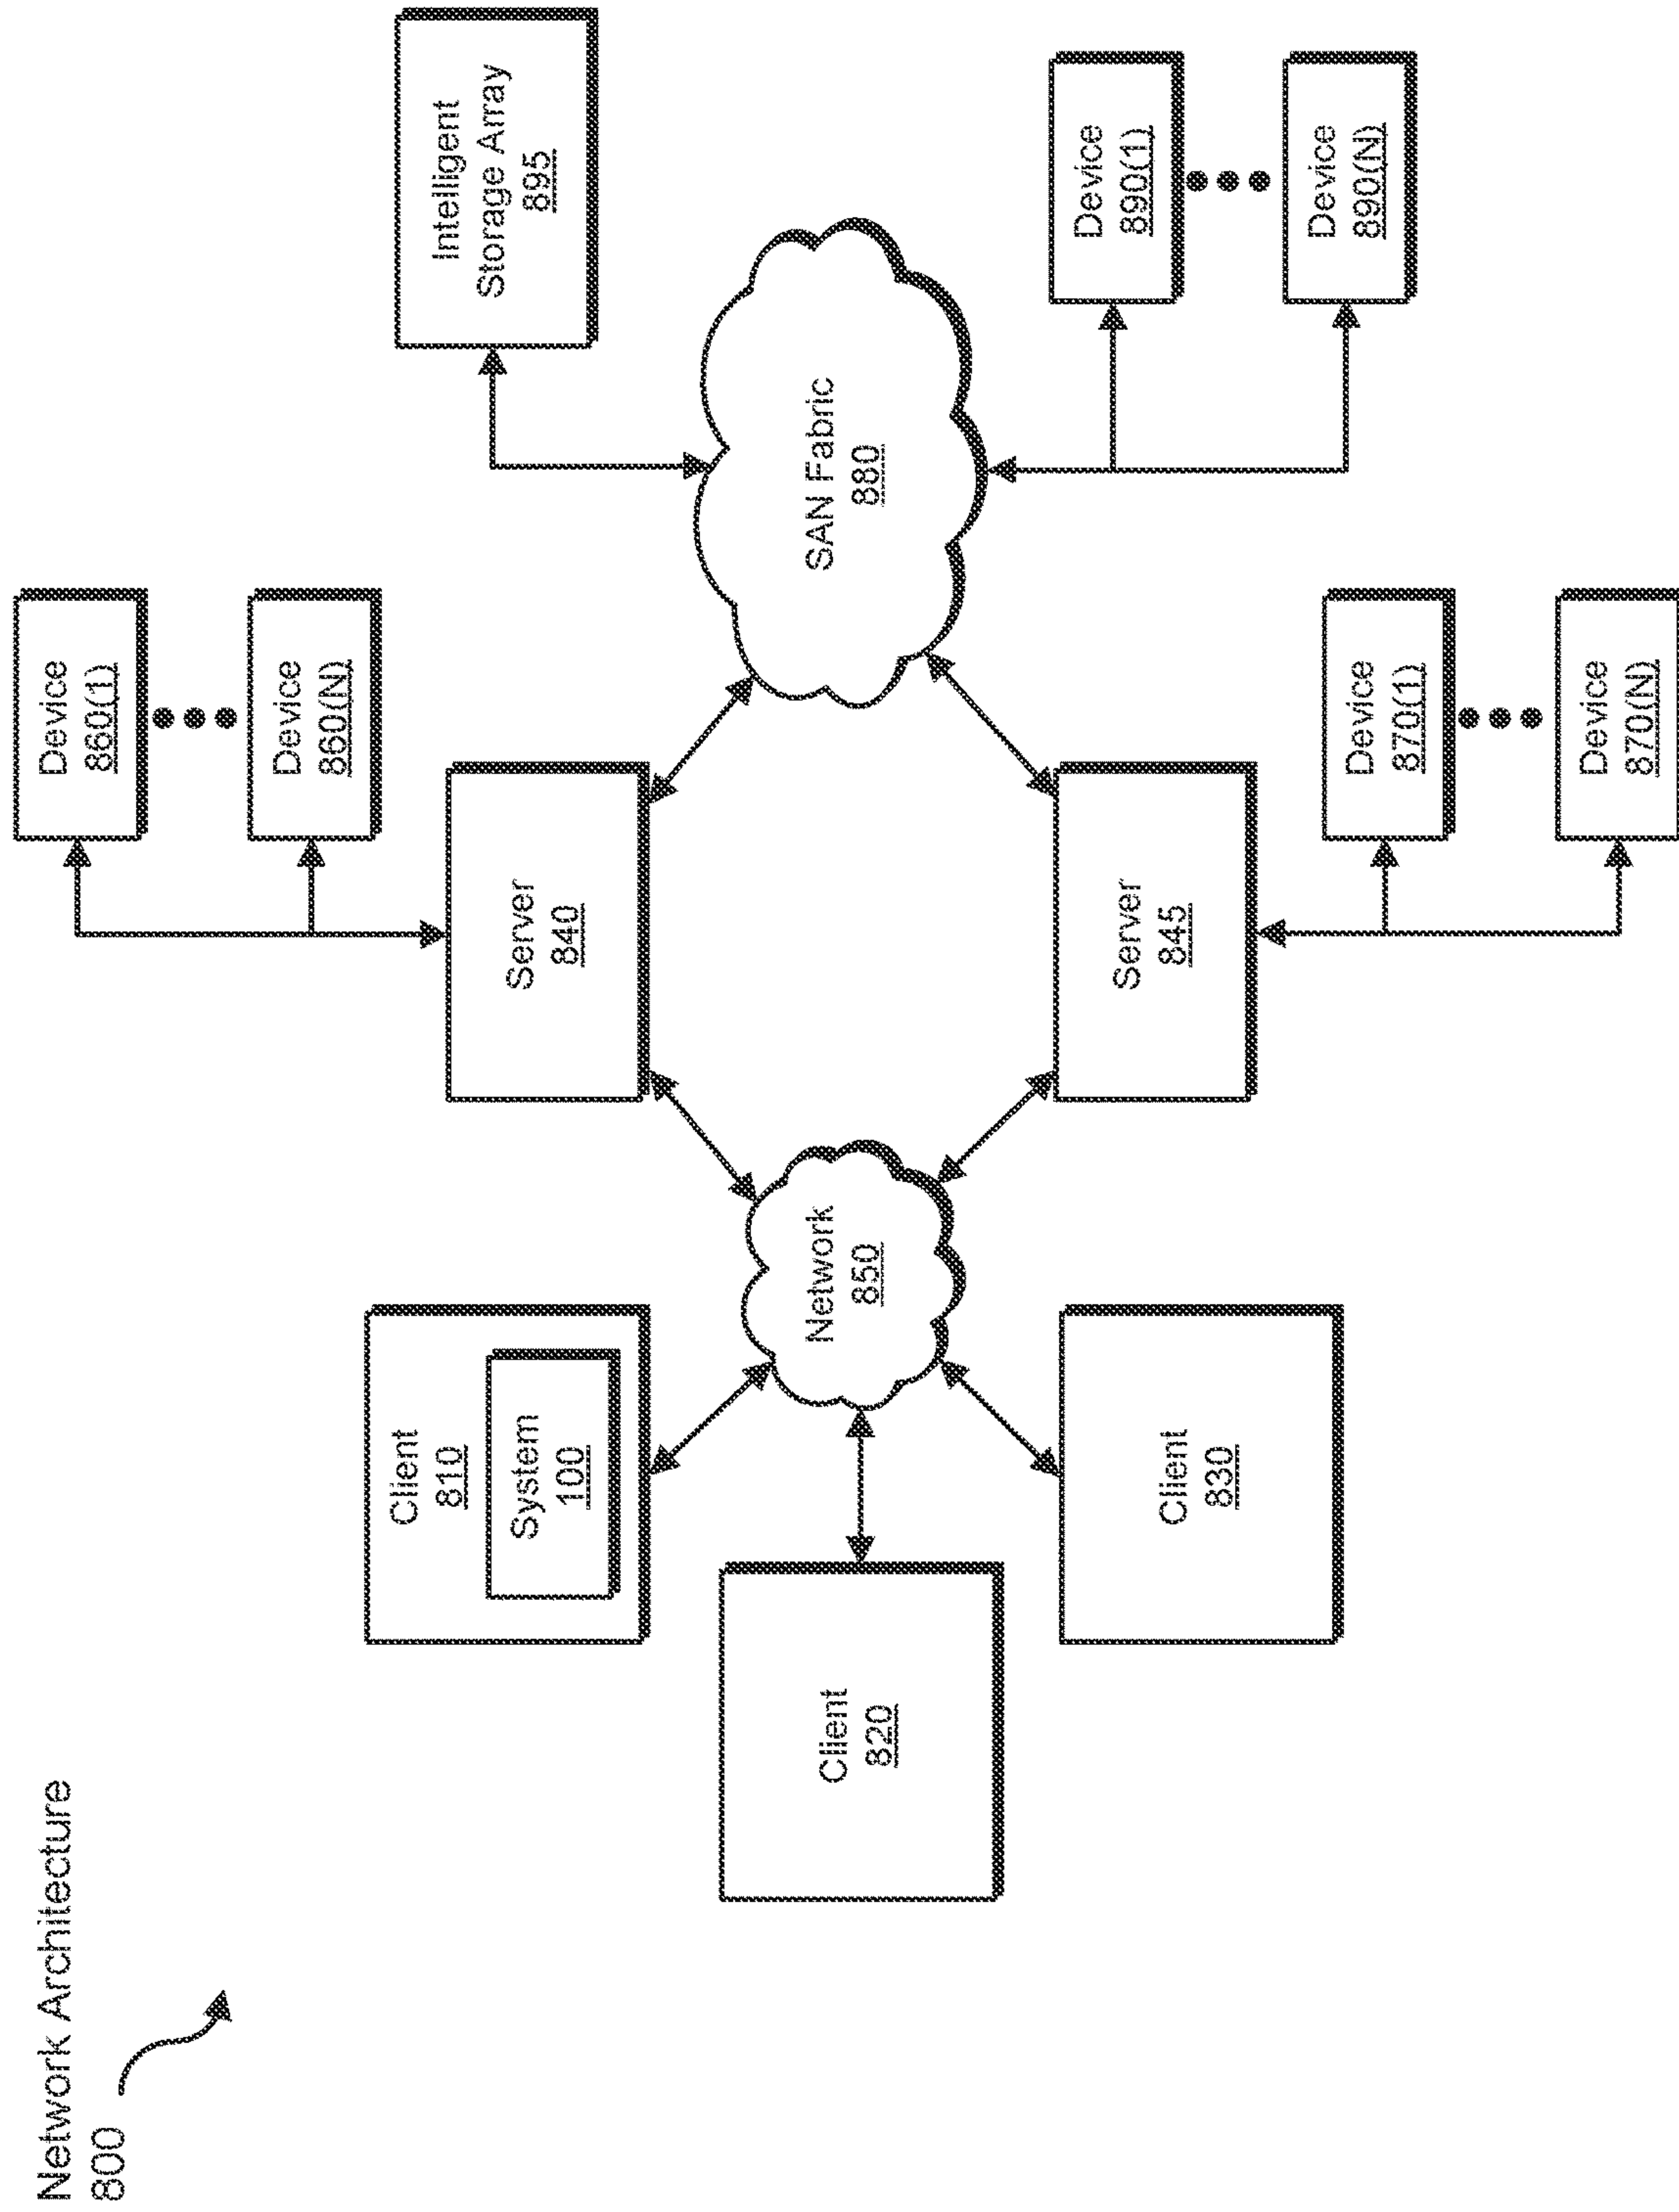 Network Architecture
800
Client
810
System
100
Client
820
Client
830
Network
850
Device
860(1)
Device
860(N)
Server
840
Server
845
Device
870(1)
Device
870(N)
SAN Fabric
880
Intelligent
Storage Array
895
Device
890(1)
Device
890(N)